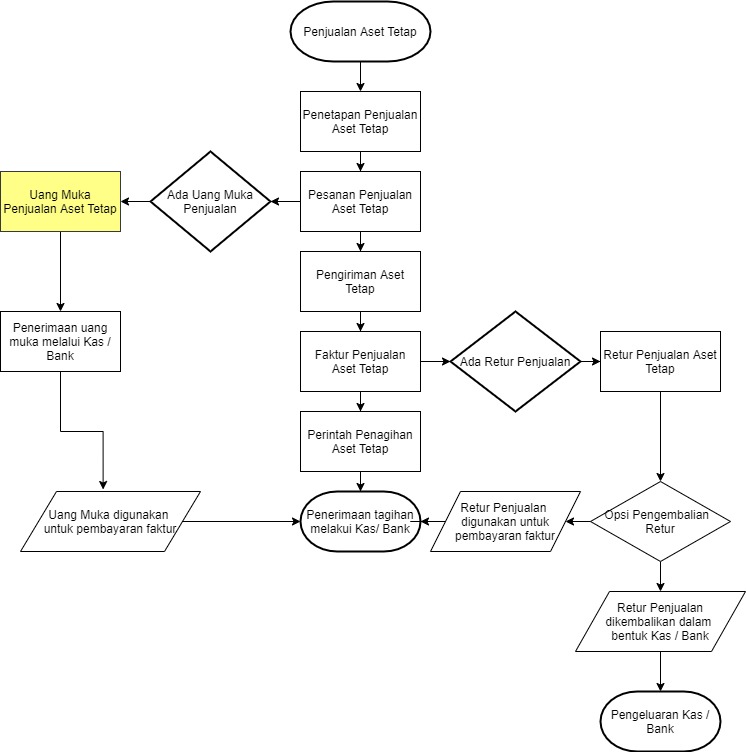 Penjualan Aset Tetap
Penetapan Penjualan
Aset Tetap
Uang Muka
Penjualan Aset Tetap
Ada Uang Muka
Penjualan
Pesanan Penjualan
Aset Tetap
Pengiriman Aset
Tetap
Penerimaan uang
muka melalui Kas /
Bank
Faktur Penjualan
Aset Tetap
Ada Retur Penjualan
Retur Penjualan Aset
Tetap
Perintah Penagihan
Aset Tetap
Uang Muka digunakan
untuk pembayaran faktur
Penerimaan tagihan
melakui Kas/ Bank
Retur Penjualan
digunakan untuk
pembayaran faktur
Opsi Pengembalian
Retur
Retur Penjualan
dikembalikan dalam
bentuk Kas / Bank
Pengeluaran Kas /
Bank